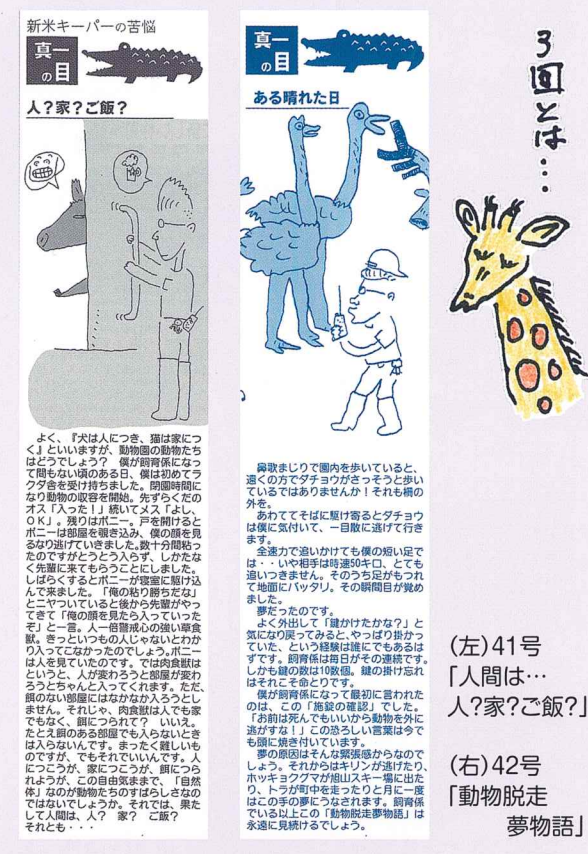 新米キーパーの苦悩
真一
の目
人?家?ご飯?
よく、『犬は人につき、猫は家につ
く』といいますが、動物園の動物たち
はどうでしょう? 僕が飼育係になっ
て間もない頃のある日、僕は初めてラ
クダ舎を受け持ちました。閉園時間に
なり動物の収容を開始。先ずらくだの
オス「入った!」続いてメス「よし、
OK」。残りはポニー。戸を開けると
ポニーは部屋を覗き込み、僕の顔を見
るなり逃げていきました。数十分間粘っ
たのですがとうとう入らず、しかたな
く先輩に来てもらうことにしました。
しばらくするとポニーが寝室に駆け込
んで来ました。「俺の粘り勝ちだな」
とニヤついていると後から先輩がやっ
てきて「俺の顔を見たら入っていった
ぞ」と一言。人一倍警戒心の強い草食
獣。きっといつもの人じゃないとわか
り入ってこなかったのでしょう。ポニー
は人を見ていたのです。では肉食獣は
というと、人が変わろうと部屋が変わ
ろうとちゃんと入ってくれます。ただ、
餌のない部屋にはなかなか入ろうとし
ません。それじゃ、肉食獣は人でも家
でもなく、餌につられて? いいえ。
たとえ餌のある部屋でも入らないときは
入らないんです。まったく難しいも
のですが、でもそれでいいんです。人
につこうが、家につこうが、餌につら
れようが、この自由気ままで、「自然
体」なのが動物たちのすばらしさなの
ではないでしょうか。それでは、果た
して人間は、人? 家? ご飯?
それとも・・・
真一
の目
ある晴れた日
鼻歌まじりで園内を歩いていると、
遠くの方でダチョウがさっそうと歩い
ているではありませんか!それも柵の
外を。
あわててそばに駆け寄るとダチョウ
は僕に気付いて、一目散に逃げて行き
ます。
全速力で追いかけても僕の短い足で
は・・いや相手は時速50キロ、とても
追いつきません。そのうち足がもつれ
て地面にバッタリ。その瞬間目が覚め
ました。
夢だったのです。
よく外出して「鍵かけたかな?」と
気になり戻ってみると、やっぱり掛かっ
ていた、という経験は誰にでもあるは
ずです。飼育係は毎日がその連続です。
しかも鍵の数は10数個。鍵の掛け忘れ
はそれこそ命とりです。
僕が飼育係になって最初に言われた
のは、この「施錠の確認」でした。
「お前は死んでもいいから動物を外に
逃がすな!」この恐ろしい言葉は今で
も頭に焼き付いています。
夢の原因はそんな緊張感からなので
しょう。それからはキリンが逃げたり、
ホッキョクグマが旭山スキー場に出た
り、トラが町中を走ったりと月に一度
はこの手の夢にうなされます。飼育係
でいる以上この「動物脱走夢物語」は
永遠に見続けるでしょう。
3回とは…
(左)41号
「人間は…
人?家?ご飯?」
(右)42号
「動物脱走
夢物語」